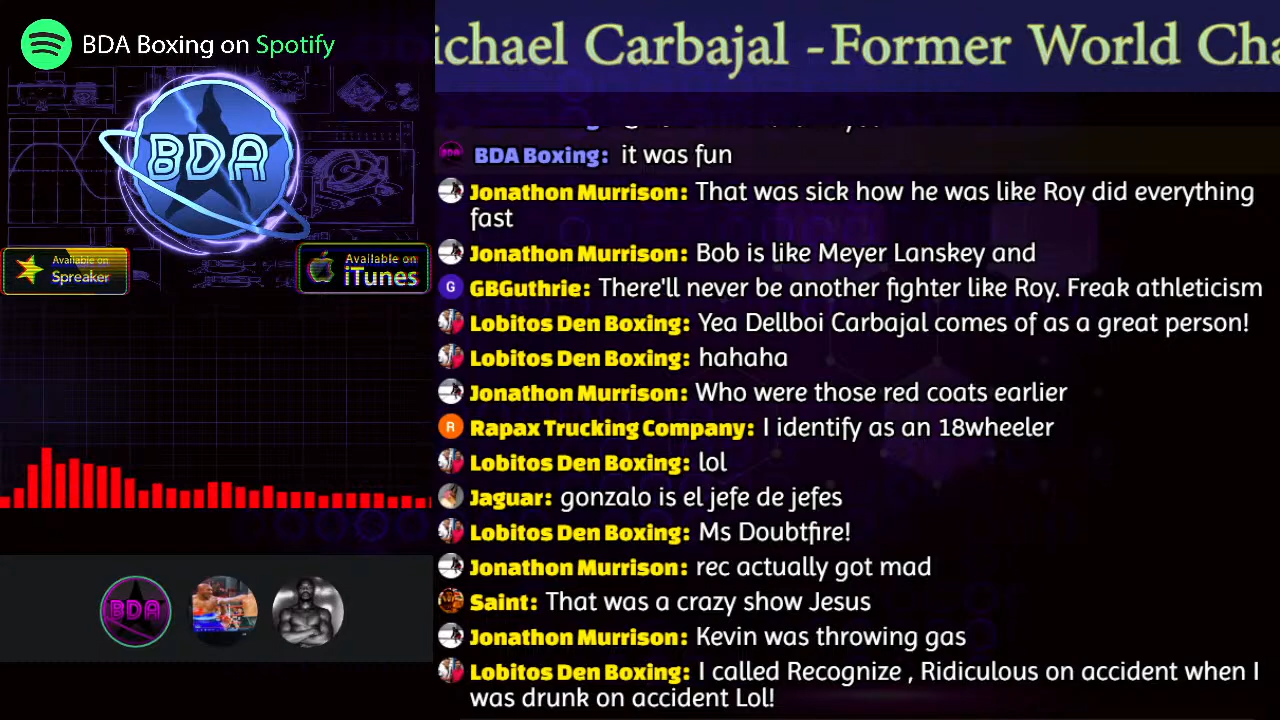 BDA Boxing on Spotify
ichael Carbajal -Former World Cha
BDA
Available on
Spreaker
Available on
iTunes
BDA Boxing: it was fun
Jonathon Murrison: That was sick how he was like Roy did everything
fast
Jonathon Murrison: Bob is like Meyer Lanskey and
G GBGuthrie: There'll never be another fighter like Roy. Freak athleticism
Lobitos Den Boxing: Yea Dellboi Carbajal comes of as a great person!
Lobitos Den Boxing: hahaha
Jonathon Murrison: Who were those red coats earlier
R Rapax Trucking Company: I identify as an 18wheeler
Lobitos Den Boxing: lol
Jaguar: gonzalo is el jefe de jefes
Lobitos Den Boxing: Ms Doubtfire!
Jonathon Murrison: rec actually got mad
Saint: That was a crazy show Jesus
Jonathon Murrison: Kevin was throwing gas
Lobitos Den Boxing: I called Recognize , Ridiculous on accident when I
was drunk on accident Lol!
BDA